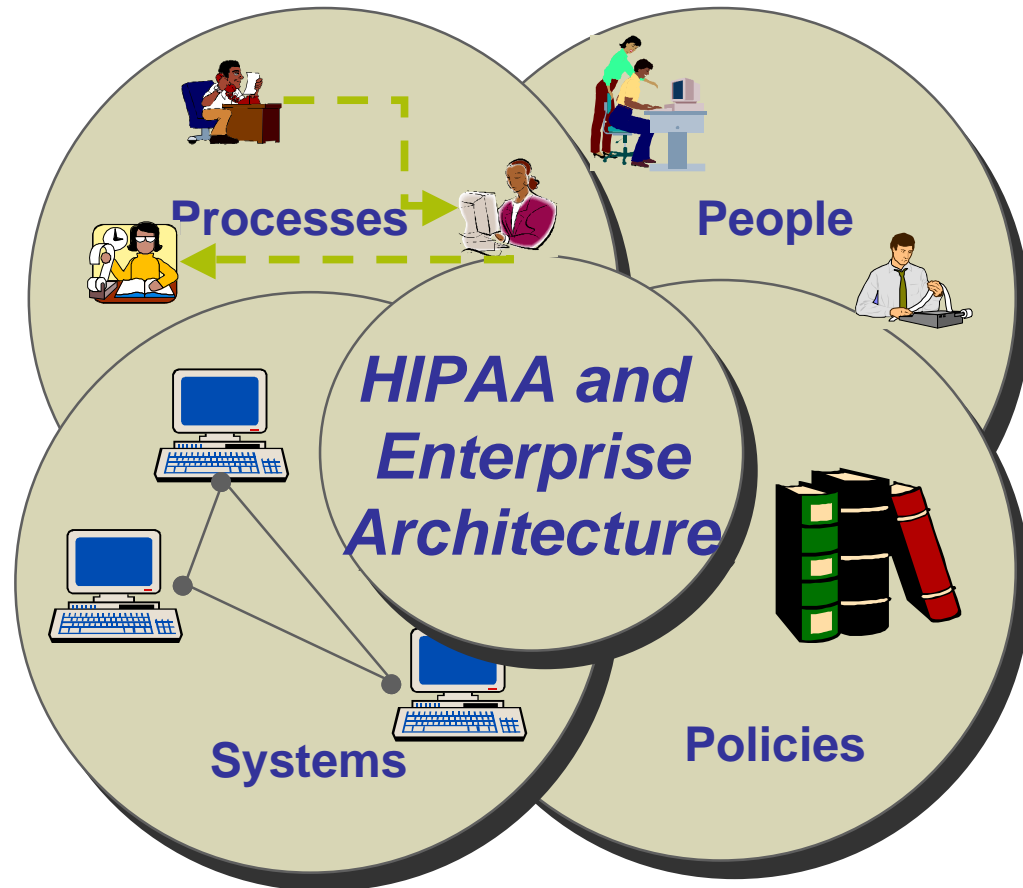 Processes
People
HIPAA and
Enterprise
Architecture
Systems
Policies